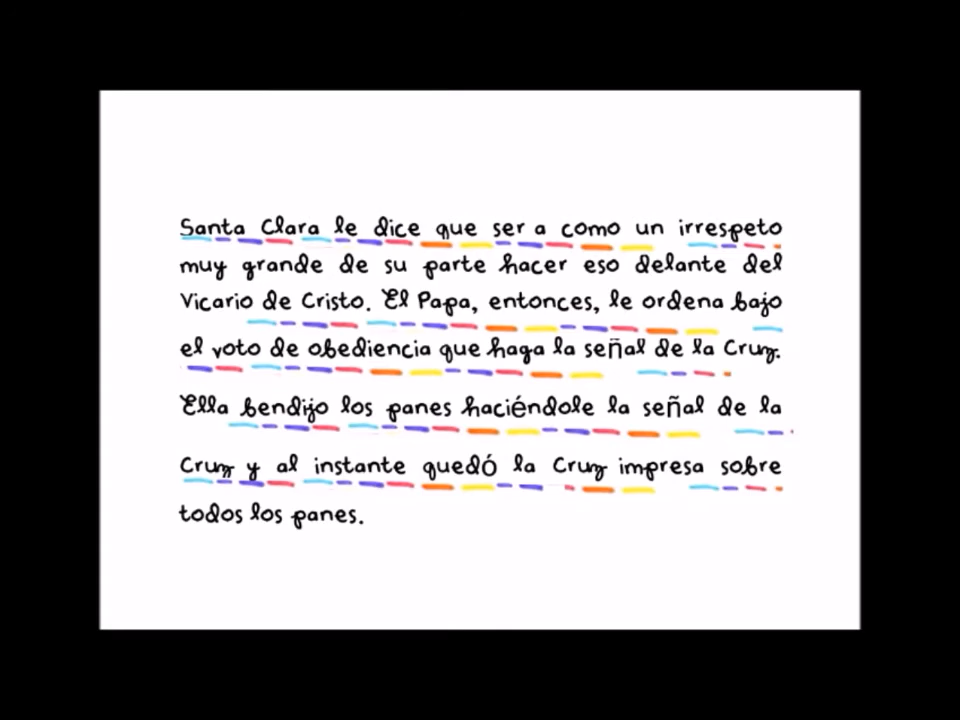 Santa Clara le dice que ser a como un irrespeto
muy grande de su parte hacer eso delante del
Vicario de Cristo. El Papa, entonces, le ordena bajo
el voto de obediencia que haga la señal de la Cruz.
Ella bendijo los panes haciéndole la señal de la
Cruz y al instante quedó la Cruz impresa sobre
todos los panes.